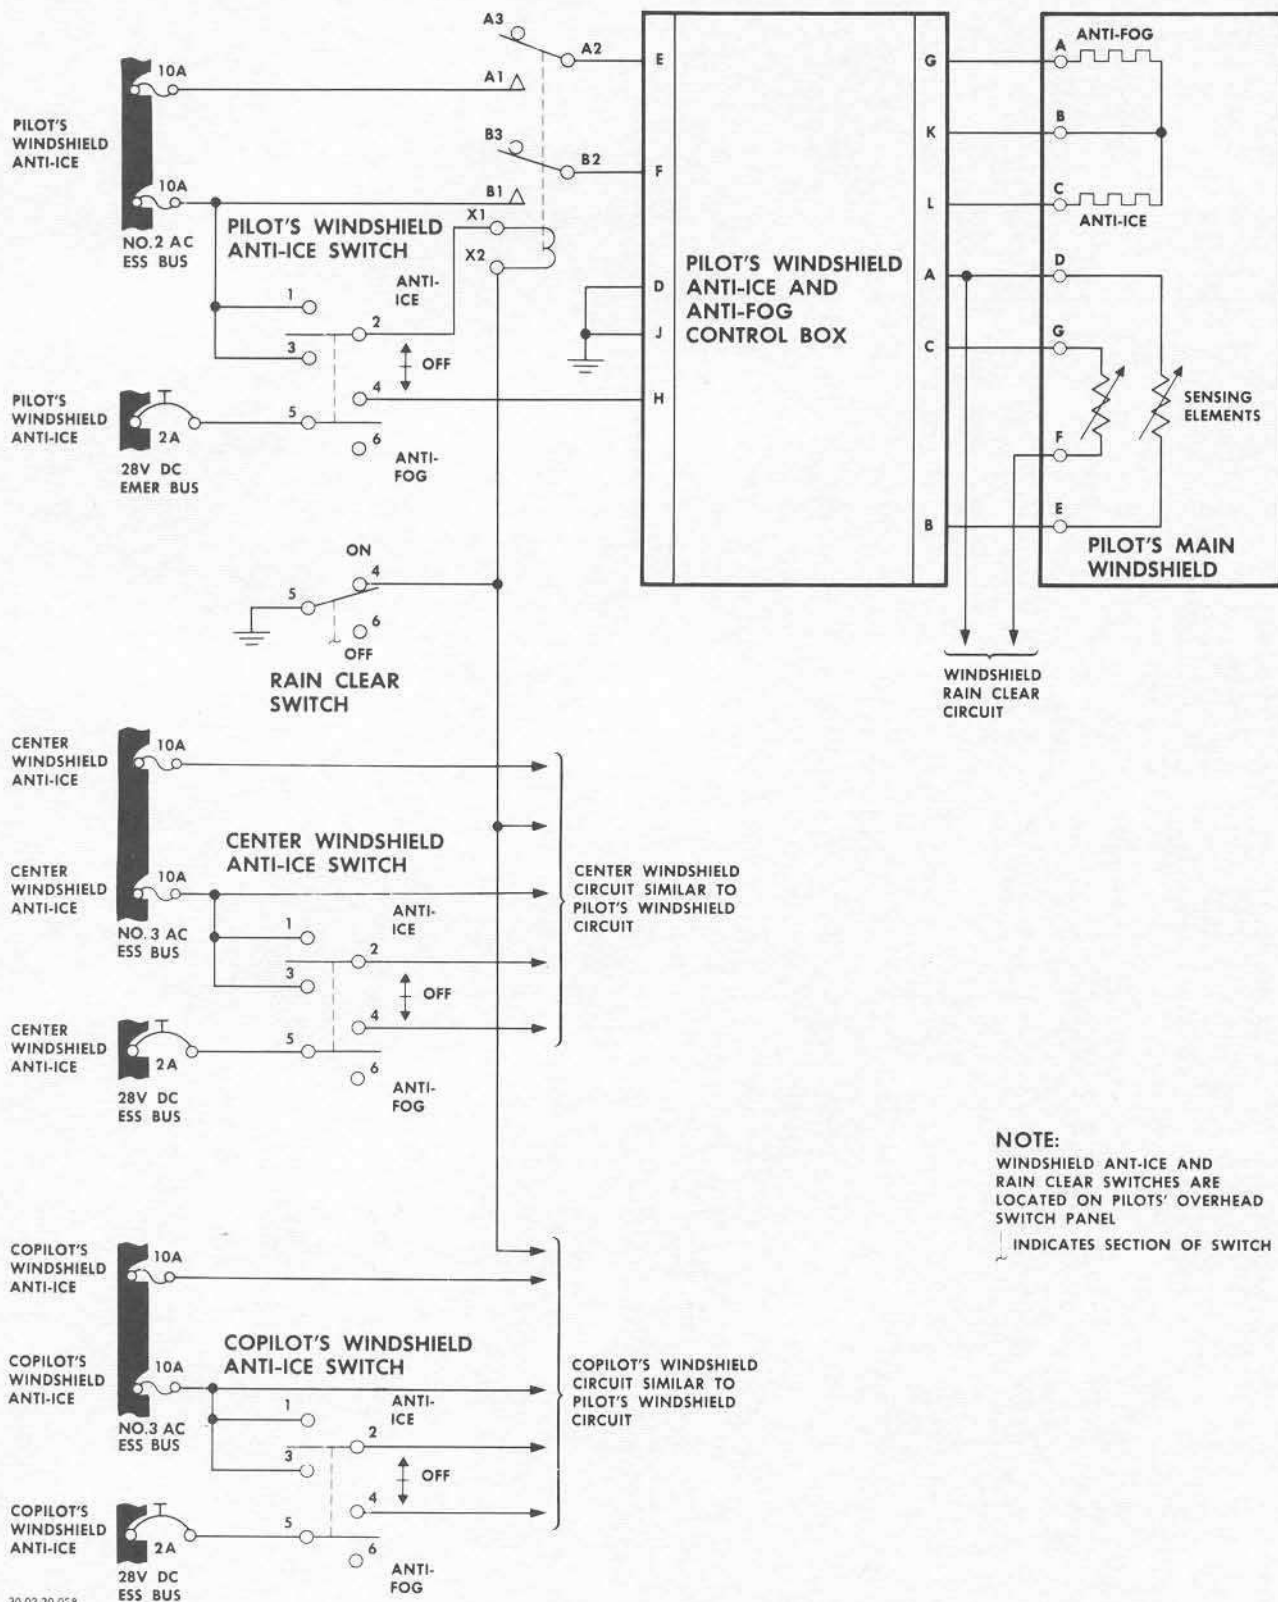 A3
A2
A1
10A
PILOT'S
WINDSHIELD
ANTI-ICE
B3
B2
B1
10A
NO.2 AC
ESS BUS
PILOT'S WINDSHIELD
ANTI-ICE SWITCH
X1
X2
ANTI-
ICE
1
2
3
OFF
4
PILOT'S
WINDSHIELD
ANTI-ICE
2A
5
6
ANTI-
FOG
28V DC
EMER BUS
E
F
D
J
H
PILOT'S WINDSHIELD
ANTI-ICE AND
ANTI-FOG
CONTROL BOX
G
K
L
A
C
B
A
ANTI-FOG
B
C
ANTI-ICE
D
G
SENSING
ELEMENTS
F
E
PILOT'S MAIN
WINDSHIELD
WINDSHIELD
RAIN CLEAR
CIRCUIT
ON
4
5
6
OFF
RAIN CLEAR
SWITCH
CENTER
WINDSHIELD
ANTI-ICE
10A
CENTER WINDSHIELD
ANTI-ICE SWITCH
CENTER
WINDSHIELD
ANTI-ICE
10A
NO.3 AC
ESS BUS
ANTI-
ICE
1
2
3
OFF
4
CENTER
WINDSHIELD
ANTI-ICE
2A
5
6
ANTI-
FOG
28V DC
ESS BUS
CENTER WINDSHIELD
CIRCUIT SIMILAR TO
PILOT'S WINDSHIELD
CIRCUIT
NOTE:
WINDSHIELD ANT-ICE AND
RAIN CLEAR SWITCHES ARE
LOCATED ON PILOTS' OVERHEAD
SWITCH PANEL
INDICATES SECTION OF SWITCH
COPILOT'S
WINDSHIELD
ANTI-ICE
10A
COPILOT'S WINDSHIELD
ANTI-ICE SWITCH
COPILOT'S
WINDSHIELD
ANTI-ICE
10A
NO.3 AC
ESS BUS
ANTI-
ICE
1
2
3
OFF
4
COPILOT'S
WINDSHIELD
ANTI-ICE
2A
5
6
ANTI-
FOG
28V DC
ESS BUS
COPILOT'S WINDSHIELD
CIRCUIT SIMILAR TO
PILOT'S WINDSHIELD
CIRCUIT